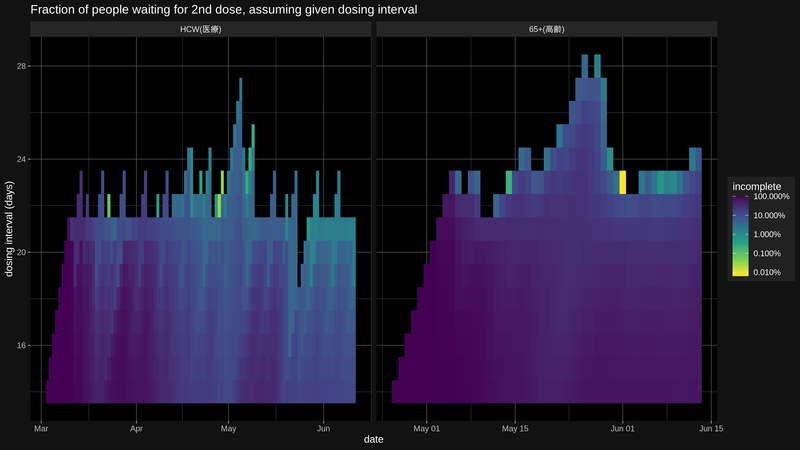 Fraction of people waiting for 2nd dose, assuming given dosing interval
HCW(医療)
65+(高齢)
dosing interval (days)
28
24
20
16
Mar
Apr
May
Jun
May 01
May 15
Jun 01
Jun 15
date
incomplete
100.000%
10.000%
1.000%
0.100%
0.010%